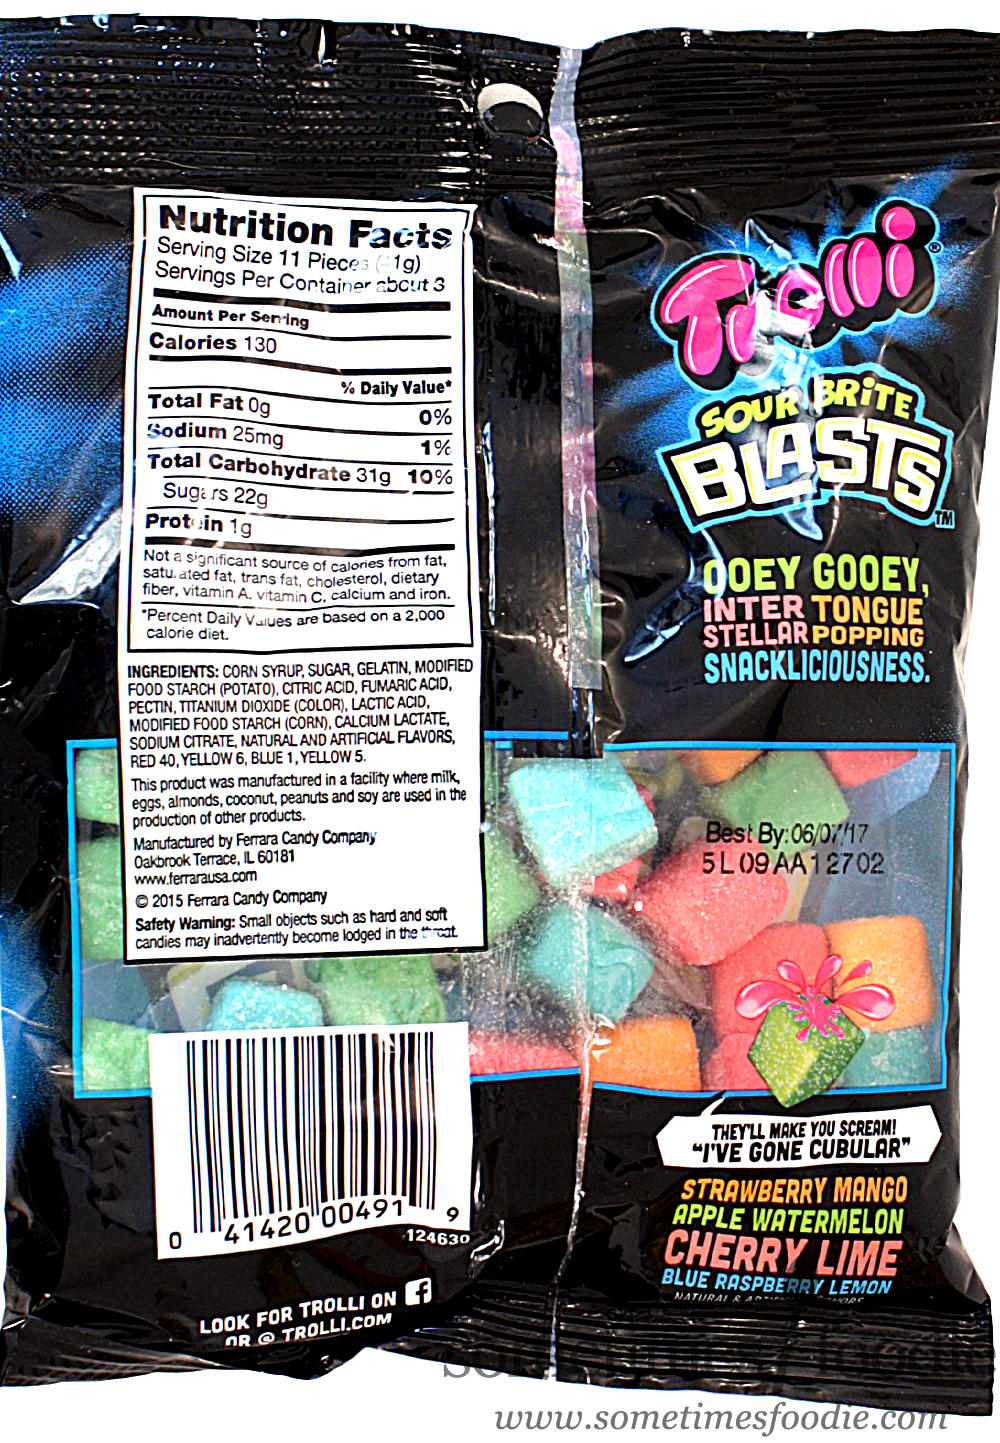 Nutrition Facts
Serving Size 11 Pieces (41g)
Servings Per Container about 3
Amount Per Serving
Calories 130
% Daily Value*
Total Fat 0g 0%
Sodium 25mg 1%
Total Carbohydrate 31g 10%
Sugars 22g
Protein 1g
Not a significant source of calories from fat,
saturated fat, trans fat, cholesterol, dietary
fiber, vitamin A, vitamin C, calcium and iron.
*Percent Daily Values are based on a 2,000
calorie diet.
INGREDIENTS: CORN SYRUP, SUGAR, GELATIN, MODIFIED
FOOD STARCH (POTATO), CITRIC ACID, FUMARIC ACID,
PECTIN, TITANIUM DIOXIDE (COLOR), LACTIC ACID,
MODIFIED FOOD STARCH (CORN), CALCIUM LACTATE,
SODIUM CITRATE, NATURAL AND ARTIFICIAL FLAVORS,
RED 40, YELLOW 6, BLUE 1, YELLOW 5.
This product was manufactured in a facility where milk,
eggs, almonds, coconut, peanuts and soy are used in the
production of other products.
Manufactured by Ferrara Candy Company
Oakbrook Terrace, IL 60181
www.ferrarausa.com
© 2015 Ferrara Candy Company
Safety Warning: Small objects such as hard and soft
candies may inadvertently become lodged in the throat.
0 41420 00491 9
124630
LOOK FOR TROLLI ON f
OR @ TROLLI.COM
Trolli®
SOUR BRiTE
BLASTS™
OOEY GOOEY,
INTER TONGUE
STELLAR POPPING
SNACKLICIOUSNESS.
Best By: 06/07/17
5 L 09 AA 1 27 02
THEY'LL MAKE YOU SCREAM!
"I'VE GONE CUBULAR"
STRAWBERRY MANGO
APPLE WATERMELON
CHERRY LIME
BLUE RASPBERRY LEMON
NATURAL &
www.sometimesfoodie.com